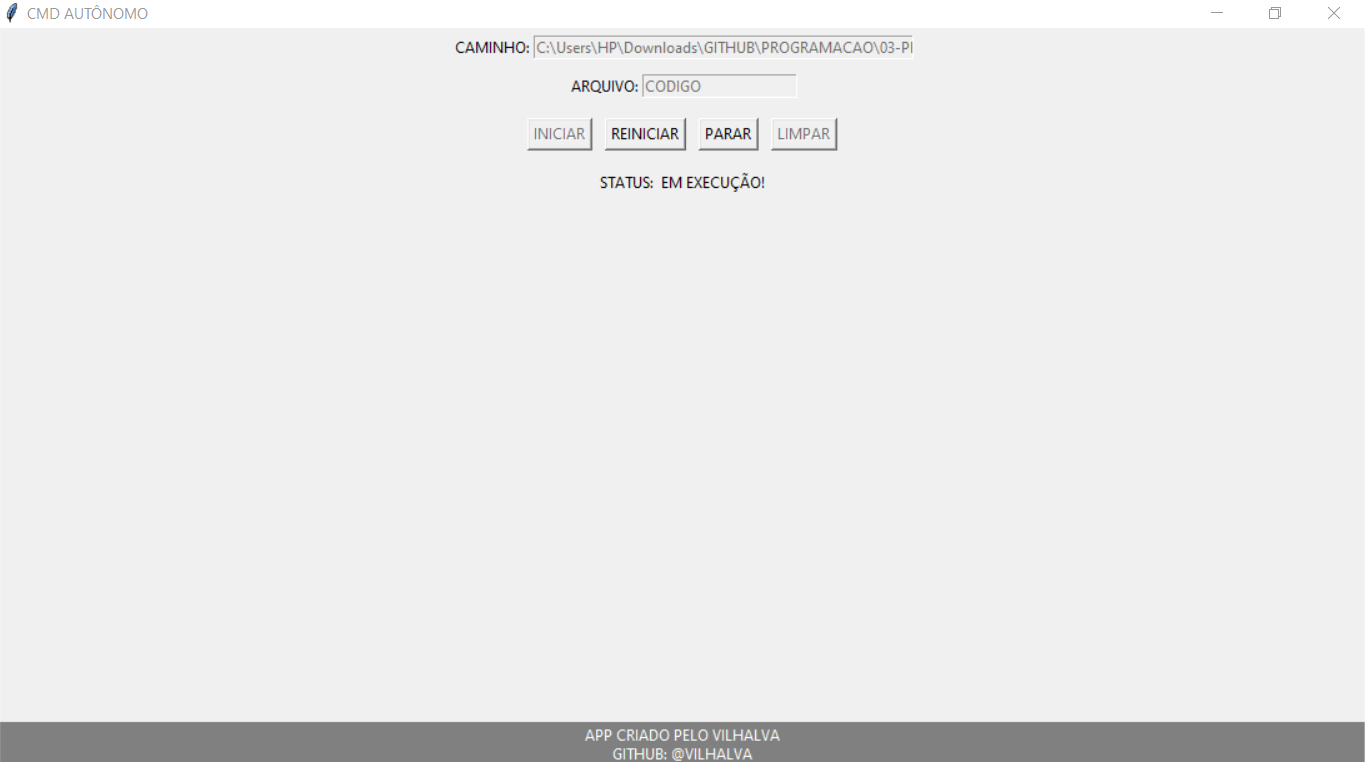 CMD AUTÔNOMO
CAMINHO: C:\Users\HP\Downloads\GITHUB\PROGRAMACAO\03-
ARQUIVO: CODIGO
INICIAR REINICIAR PARAR LIMPAR
STATUS: EM EXECUÇÃO!
APP CRIADO PELO VILHALVA
GITHUB: @VILHALVA